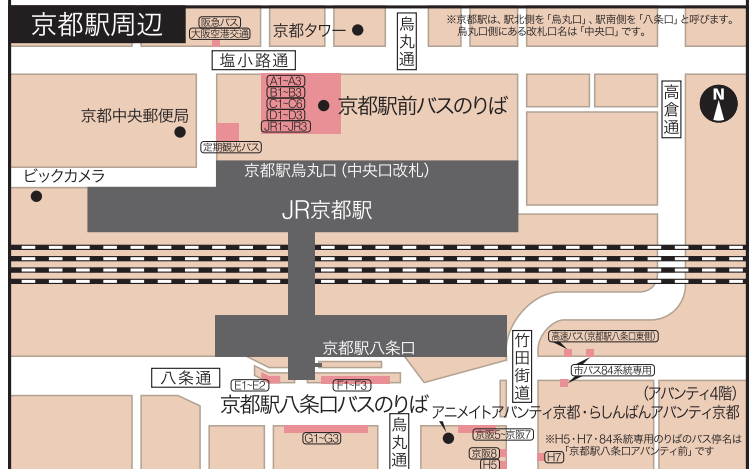 京都駅周辺
阪急バス
大阪空港交通
京都タワー
烏丸通
※京都駅は、駅北側を「烏丸口」、駅南側を「八条口」と呼びます。
烏丸口側にある改札口名は「中央口」です。
塩小路通
A1~A3
B1~B3
C1~C6
D1~D3
JR1~JR3
京都駅前バスのりば
高倉通
N
京都中央郵便局
定期観光バス
ビックカメラ
京都駅烏丸口(中央口改札)
JR京都駅
京都駅八条口
竹田街道
高速バス(京都駅八条口東側)
市バス84系統専用
八条通
E1~E2
F1~F3
(アバンティ4階)
京都駅八条口バスのりば
アニメイトアバンティ京都・らしんばんアバンティ京都
烏丸通
G1~G3
京阪5~京阪7
※H5・H7・84系統専用のりばのバス停名は
「京都駅八条口アバンティ前」です
京阪8
H7
H5